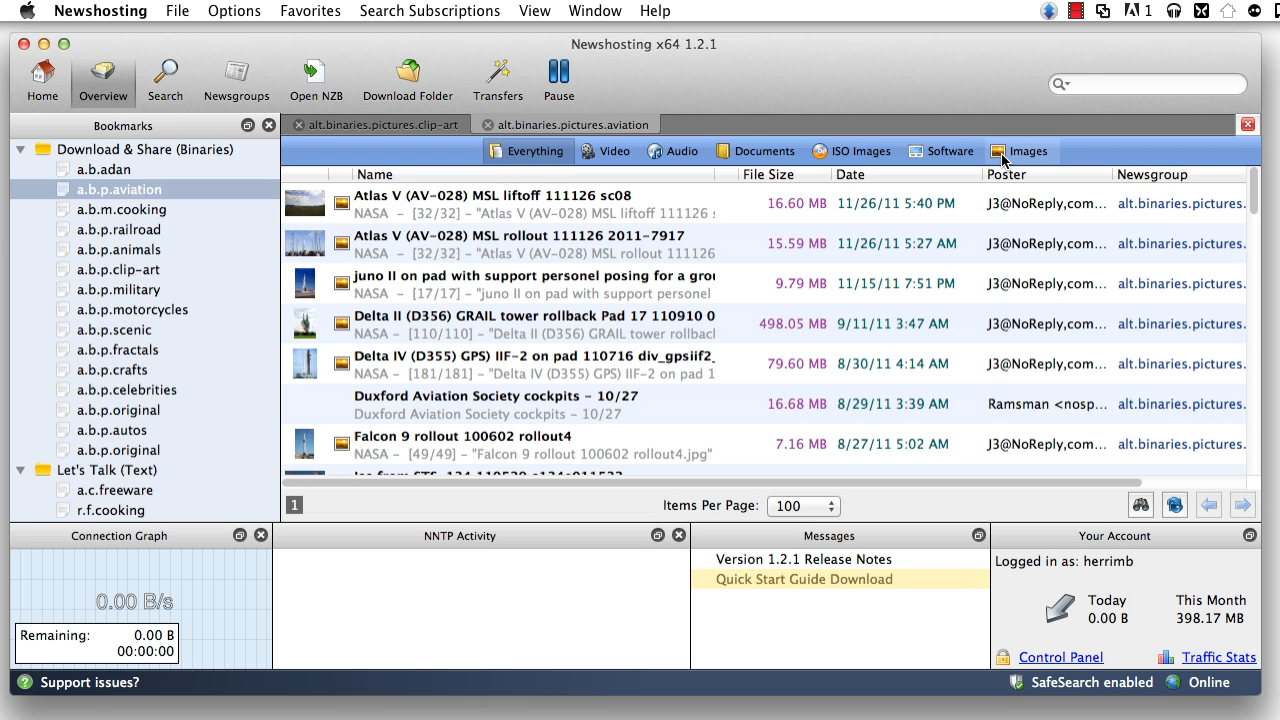 Newshosting File Options Favorites Search Subscriptions View Window Help 1
Newshosting x64 1.2.1
Home Overview Search Newsgroups Open NZB Download Folder Transfers Pause
Bookmarks
Download & Share (Binaries)
a.b.adan
a.b.p.aviation
a.b.m.cooking
a.b.p.railroad
a.b.p.animals
a.b.p.clip-art
a.b.p.military
a.b.p.motorcycles
a.b.p.scenic
a.b.p.fractals
a.b.p.crafts
a.b.p.celebrities
a.b.p.original
a.b.p.autos
a.b.p.original
Let's Talk (Text)
a.c.freeware
r.f.cooking
alt.binaries.pictures.clip-art alt.binaries.pictures.aviation
Everything Video Audio Documents ISO Images Software Images
Name File Size Date Poster Newsgroup
Atlas V (AV-028) MSL liftoff 111126 sc08
NASA - [32/32] - "Atlas V (AV-028) MSL liftoff 111126
16.60 MB 11/26/11 5:40 PM J3@NoReply,com... alt.binaries.pictures.
Atlas V (AV-028) MSL rollout 111126 2011-7917
NASA - [32/32] - "Atlas V (AV-028) MSL rollout 111126
15.59 MB 11/26/11 5:27 AM J3@NoReply,com... alt.binaries.pictures.
juno II on pad with support personel posing for a grou
NASA - [17/17] - "juno II on pad with support personel
9.79 MB 11/15/11 7:51 PM J3@NoReply,com... alt.binaries.pictures.
Delta II (D356) GRAIL tower rollback Pad 17 110910 0
NASA - [110/110] - "Delta II (D356) GRAIL tower rollback
498.05 MB 9/11/11 3:47 AM J3@NoReply,com... alt.binaries.pictures.
Delta IV (D355) GPS) IIF-2 on pad 110716 div_gpsiif2_
NASA - [181/181] - "Delta IV (D355) GPS) IIF-2 on pad 1
79.60 MB 8/30/11 4:14 AM J3@NoReply,com... alt.binaries.pictures.
Duxford Aviation Society cockpits - 10/27
Duxford Aviation Society cockpits - 10/27
16.68 MB 8/29/11 3:39 AM Ramsman <nosp... alt.binaries.pictures.
Falcon 9 rollout 100602 rollout4
NASA - [49/49] - "Falcon 9 rollout 100602 rollout4.jpg"
7.16 MB 8/27/11 5:02 AM J3@NoReply,com... alt.binaries.pictures.
1 Items Per Page: 100
Connection Graph
0.00 B/s
Remaining: 0.00 B
00:00:00
NNTP Activity
Messages
Version 1.2.1 Release Notes
Quick Start Guide Download
Your Account
Logged in as: herrimb
Today This Month
0.00 B 398.17 MB
Control Panel Traffic Stats
Support issues? SafeSearch enabled Online